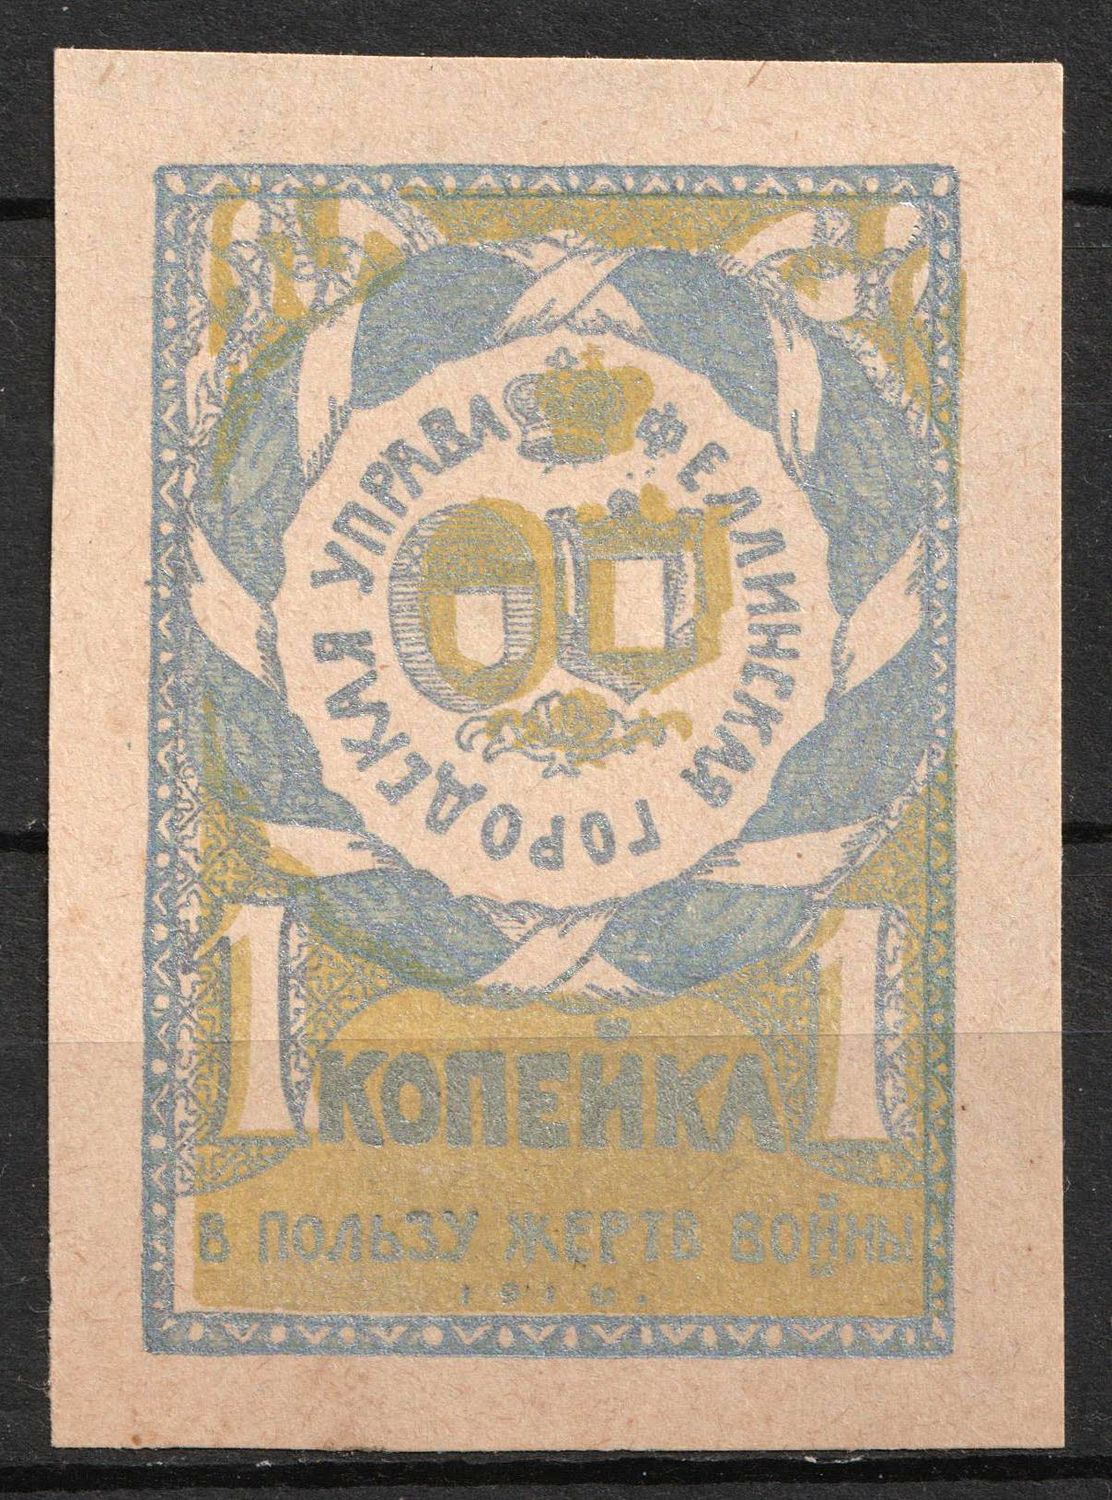 ФЕЛЛИНСКАЯ ГОРОДСКАЯ УПРАВА
1 КОПЕЙКА 1
В ПОЛЬЗУ ЖЕРТВ ВОЙНЫ